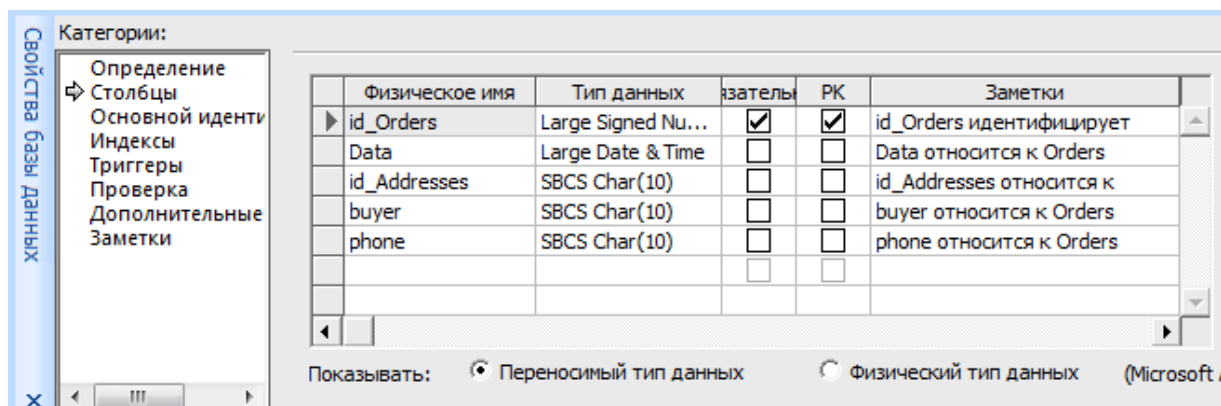 Свойства базы данных
Категории:
Определение
Столбцы
Основной иденти
Индексы
Триггеры
Проверка
Дополнительные
Заметки
Физическое имя Тип данных язательн PK Заметки
id_Orders Large Signed Nu... id_Orders идентифицирует
Data Large Date & Time Data относится к Orders
id_Addresses SBCS Char(10) id_Addresses относится к
buyer SBCS Char(10) buyer относится к Orders
phone SBCS Char(10) phone относится к Orders
Показывать: Переносимый тип данных Физический тип данных (Microsoft